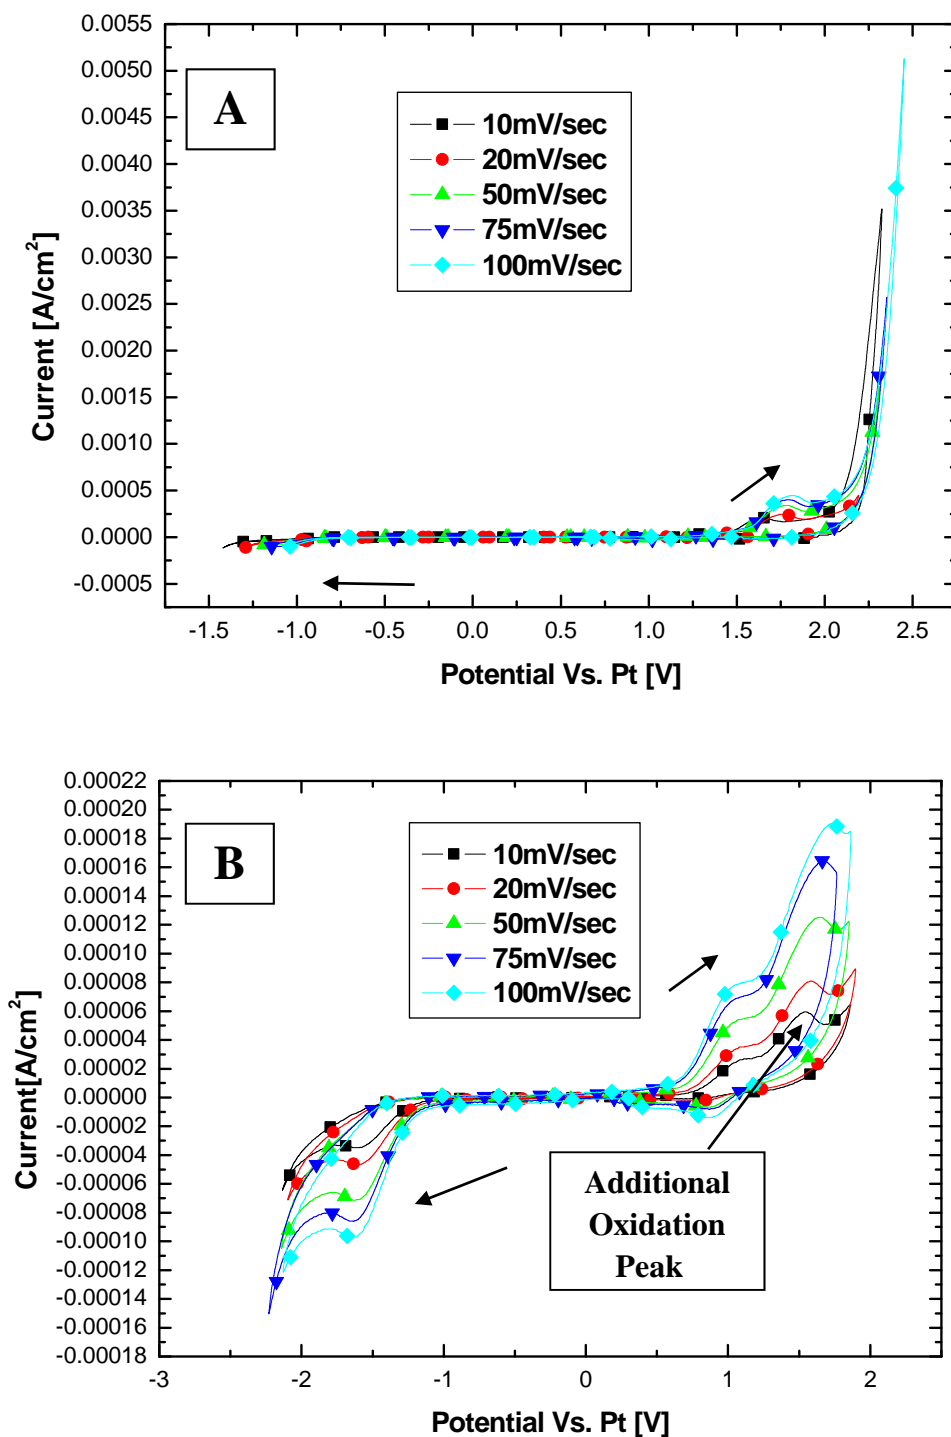 0.0055
0.0050
0.0045
0.0040
0.0035
0.0030
0.0025
0.0020
0.0015
0.0010
0.0005
0.0000
-0.0005
Current [A/cm²]
A
10mV/sec
20mV/sec
50mV/sec
75mV/sec
100mV/sec
-1.5 -1.0 -0.5 0.0 0.5 1.0 1.5 2.0 2.5
Potential Vs. Pt [V]
0.00022
0.00020
0.00018
0.00016
0.00014
0.00012
0.00010
0.00008
0.00006
0.00004
0.00002
0.00000
-0.00002
-0.00004
-0.00006
-0.00008
-0.00010
-0.00012
-0.00014
-0.00016
-0.00018
Current[A/cm²]
B
10mV/sec
20mV/sec
50mV/sec
75mV/sec
100mV/sec
Additional
Oxidation
Peak
-3 -2 -1 0 1 2
Potential Vs. Pt [V]